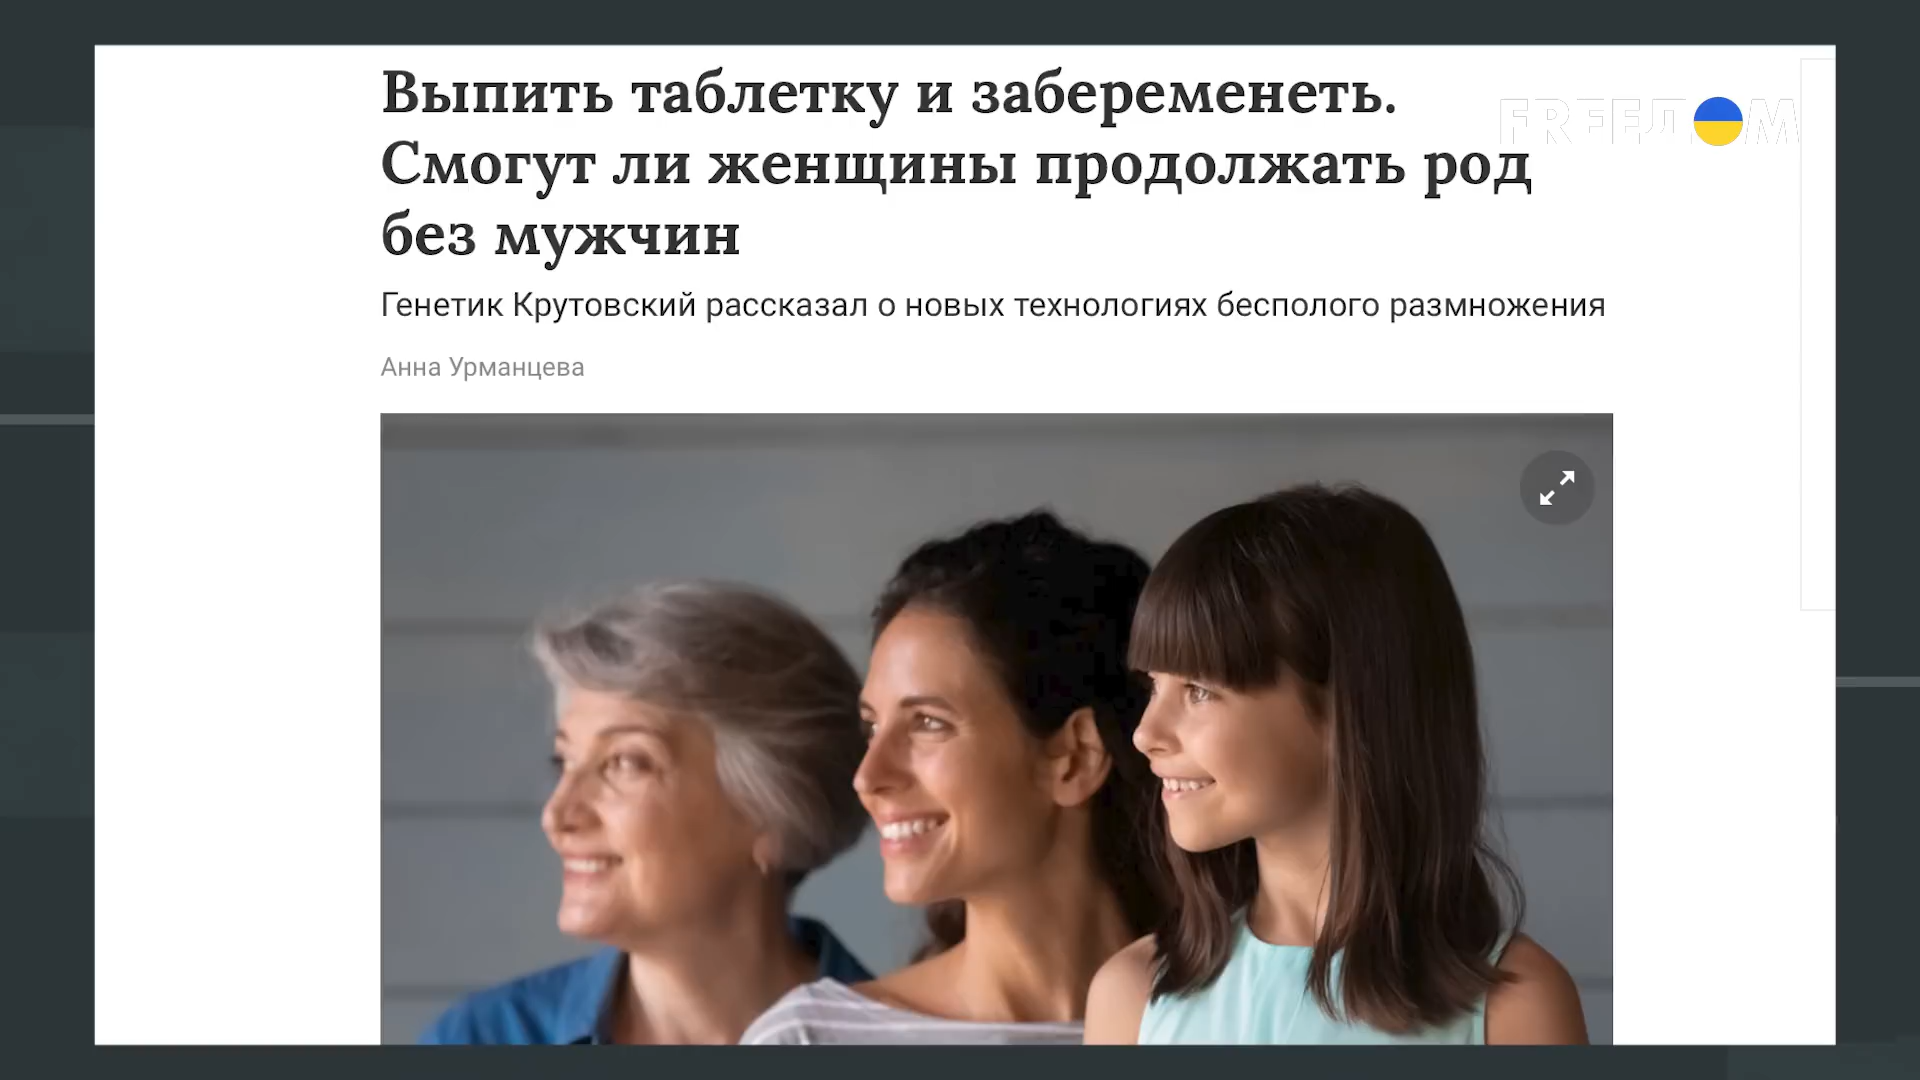 Выпить таблетку и забеременеть.
FREEДОМ
Смогут ли женщины продолжать род
без мужчин
Генетик Крутовский рассказал о новых технологиях бесполого размножения
Анна Урманцева